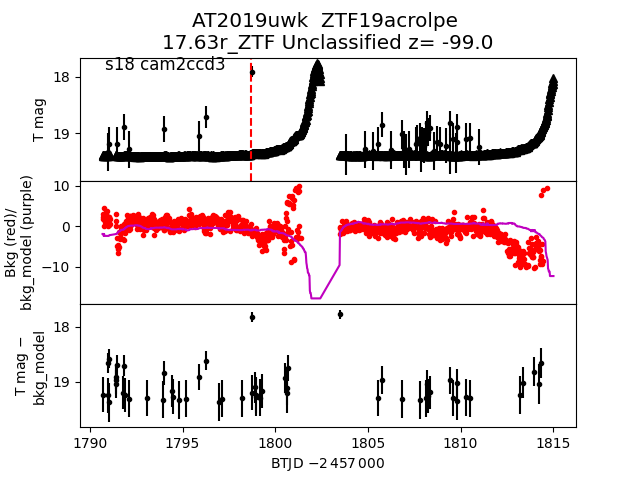 AT2019uwk  ZTF19acrolpe
17.63r_ZTF Unclassified z= -99.0
s18 cam2ccd3
18
19
T mag
10
0
−10
Bkg (red)/
bkg_model (purple)
18
19
T mag −
bkg_model
1790
1795
1800
1805
1810
1815
BTJD −2 457 000